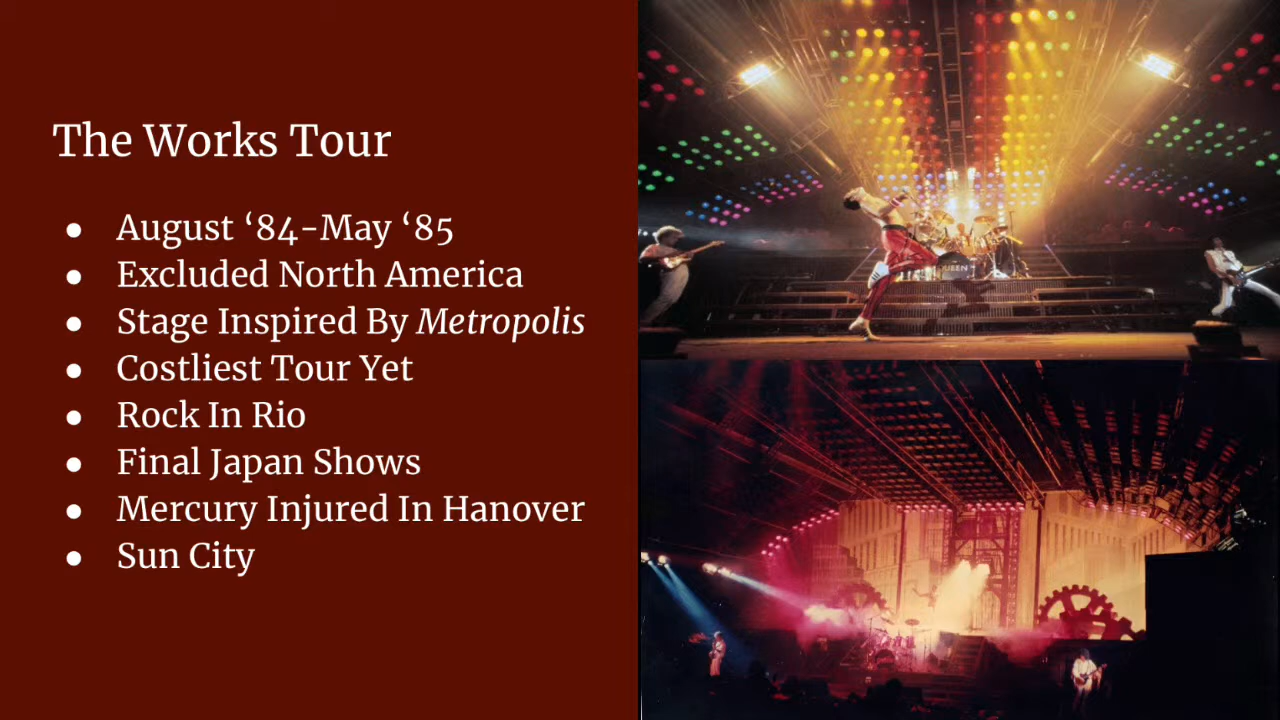 The Works Tour
● August ‘84-May ‘85
● Excluded North America
● Stage Inspired By Metropolis
● Costliest Tour Yet
● Rock In Rio
● Final Japan Shows
● Mercury Injured In Hanover
● Sun City
QUEEN